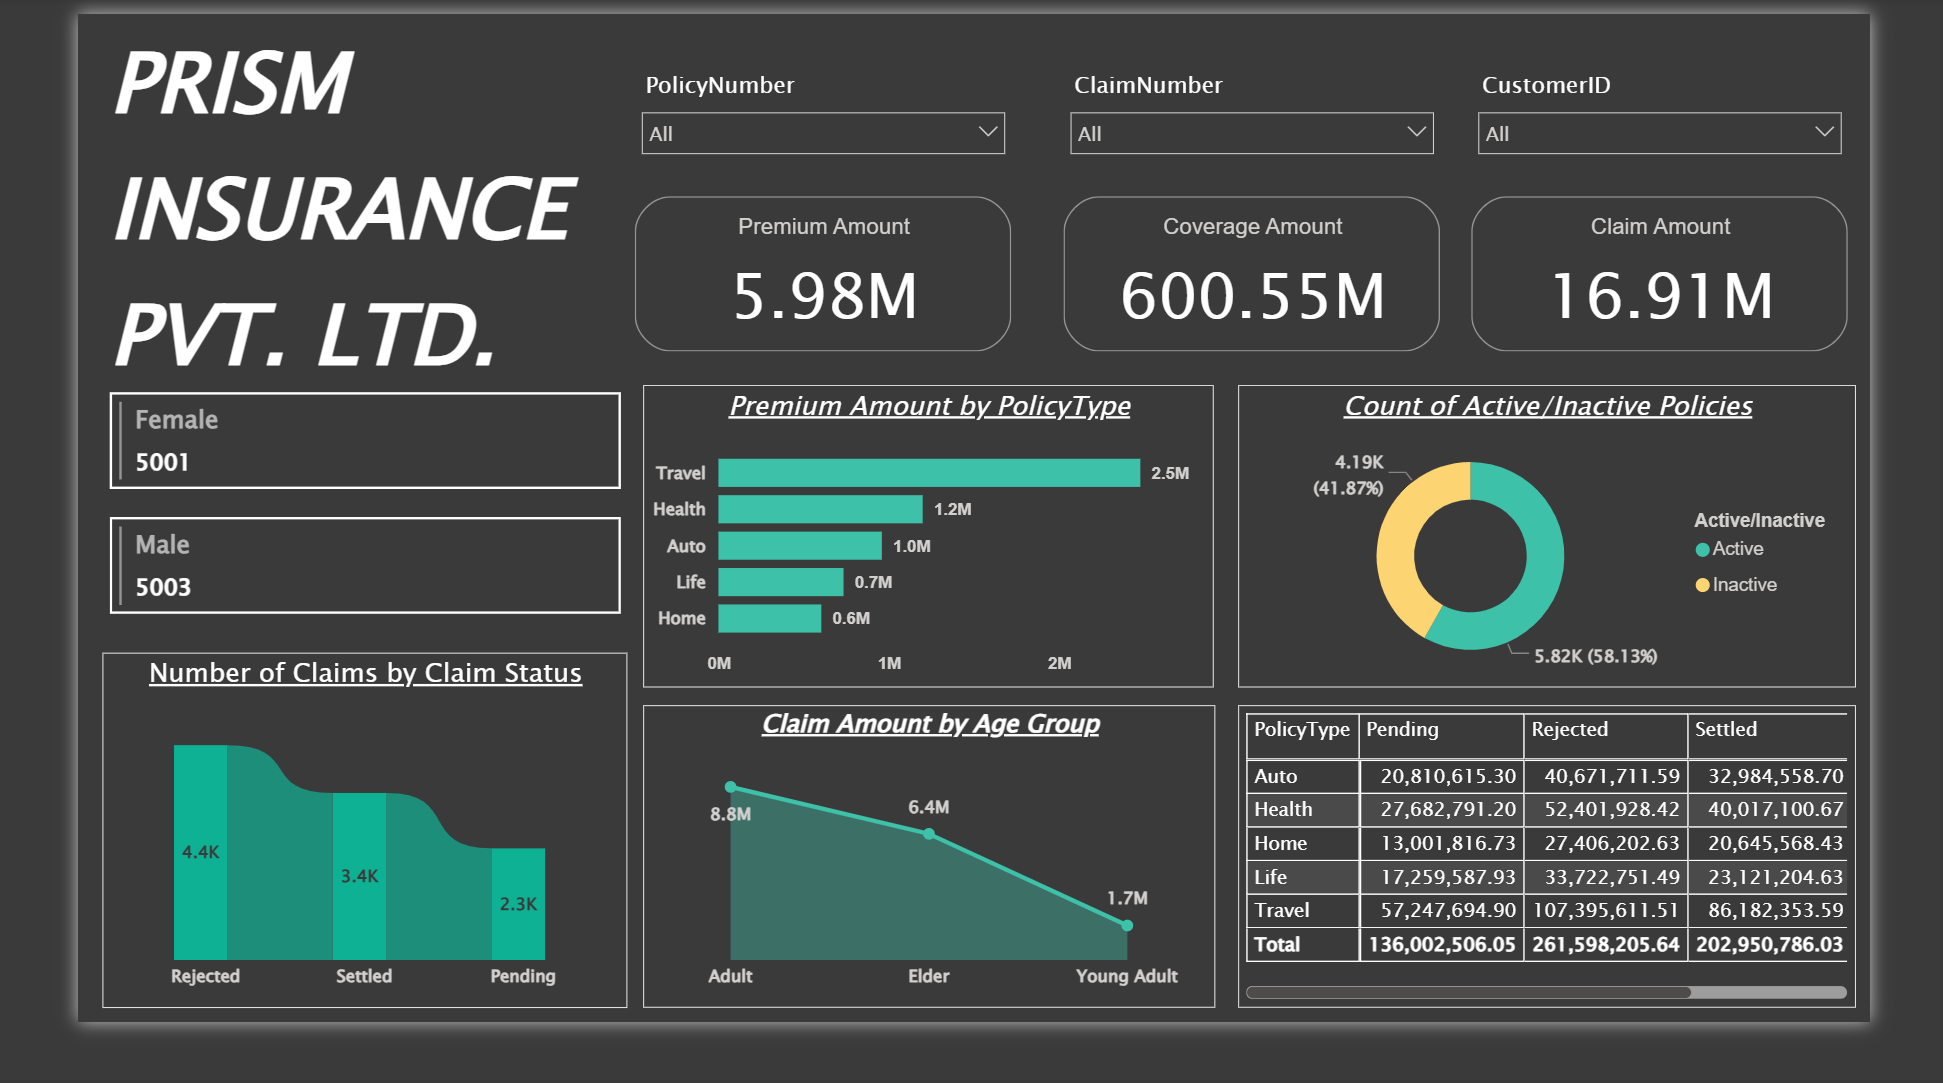 PRISM
INSURANCE
PVT. LTD.
PolicyNumber
All
ClaimNumber
All
CustomerID
All
Premium Amount
5.98M
Coverage Amount
600.55M
Claim Amount
16.91M
Female
5001
Male
5003
Number of Claims by Claim Status
4.4K
3.4K
2.3K
Rejected Settled Pending
Premium Amount by PolicyType
Travel 2.5M
Health 1.2M
Auto 1.0M
Life 0.7M
Home 0.6M
0M 1M 2M
Count of Active/Inactive Policies
4.19K
(41.87%)
5.82K (58.13%)
Active/Inactive
Active
Inactive
Claim Amount by Age Group
8.8M
6.4M
1.7M
Adult Elder Young Adult
PolicyType Pending Rejected Settled
Auto 20,810,615.30 40,671,711.59 32,984,558.70
Health 27,682,791.20 52,401,928.42 40,017,100.67
Home 13,001,816.73 27,406,202.63 20,645,568.43
Life 17,259,587.93 33,722,751.49 23,121,204.63
Travel 57,247,694.90 107,395,611.51 86,182,353.59
Total 136,002,506.05 261,598,205.64 202,950,786.03